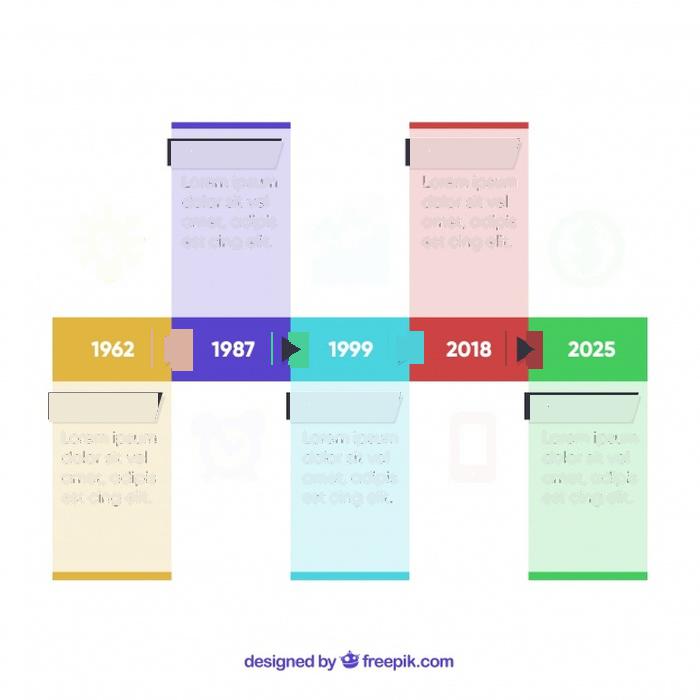 Lorem ipsum
dolor sit vel
amet, adipis
est cing elit.
Lorem ipsum
dolor sit vel
amet, adipis
est cing elit.
1962
1987
1999
2018
2025
Lorem ipsum
dolor sit vel
amet, adipis
est cing elit.
Lorem ipsum
dolor sit vel
amet, adipis
est cing elit.
Lorem ipsum
dolor sit vel
amet, adipis
est cing elit.
designed by freepik.com